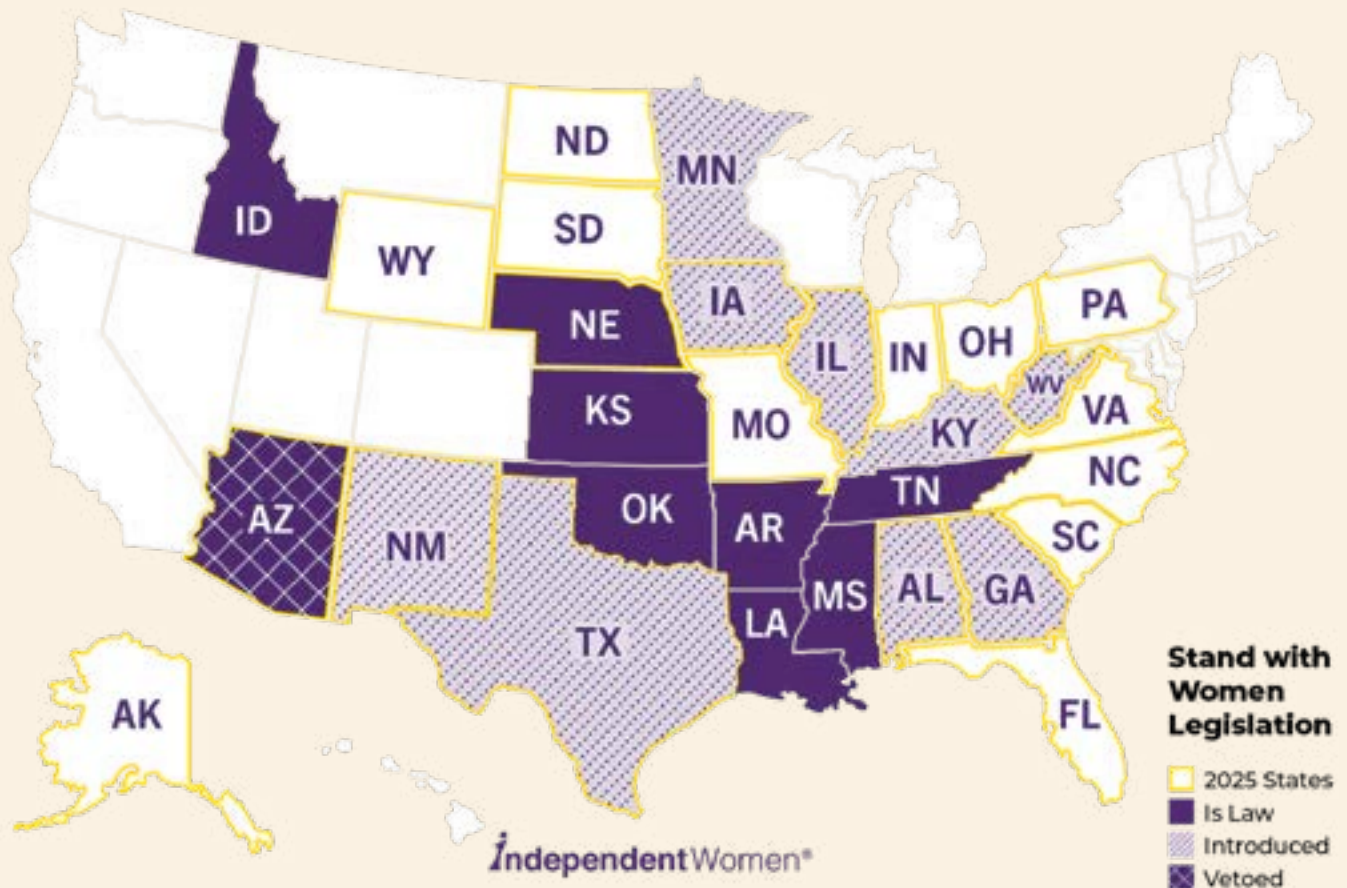 ND
MN
ID
SD
WY
IA
NE
PA
OH
IL
IN
WV
KS
VA
MO
KY
NC
TN
OK
AZ
AR
SC
NM
AL
GA
MS
LA
TX
AK
FL
Stand with
Women
Legislation
2025 States
Is Law
Introduced
Vetoed
IndependentWomen®